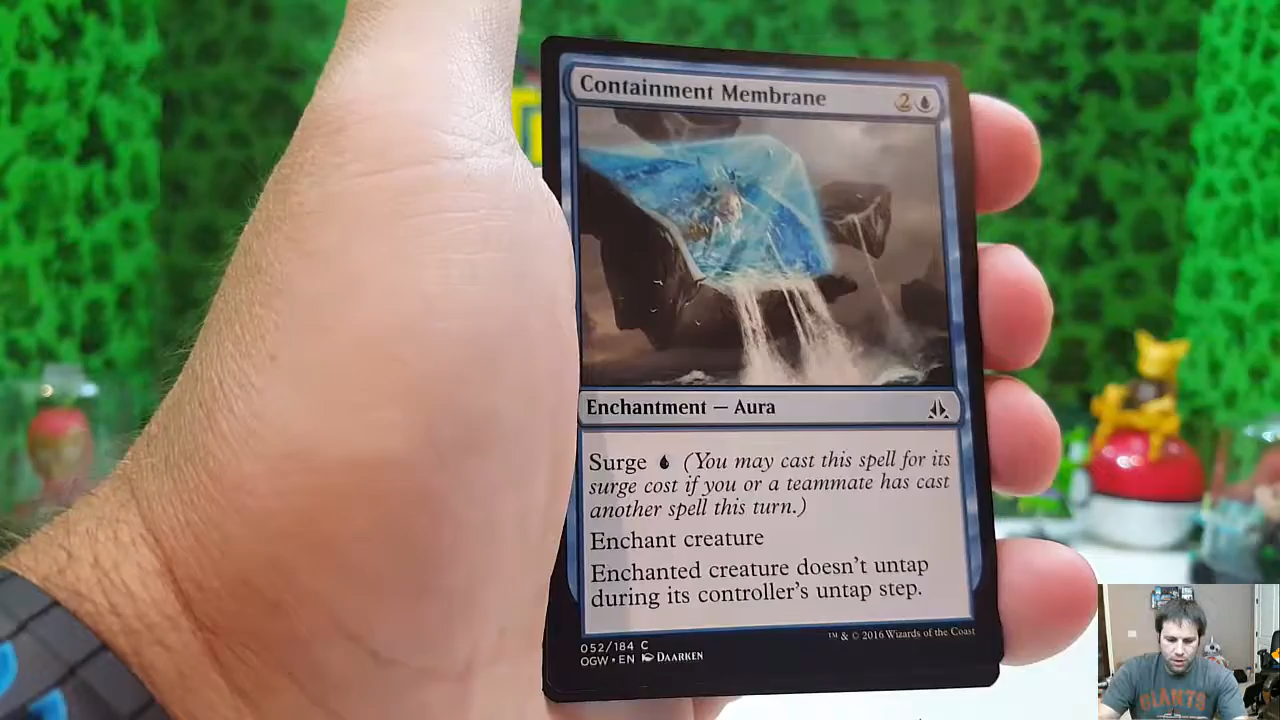 Containment Membrane 2
Enchantment — Aura
Surge (You may cast this spell for its
surge cost if you or a teammate has cast
another spell this turn.)
Enchant creature
Enchanted creature doesn't untap
during its controller's untap step.
052/184 C
OGW • EN DAARKEN
™ & © 2016 Wizards of the Coast
GIANTS